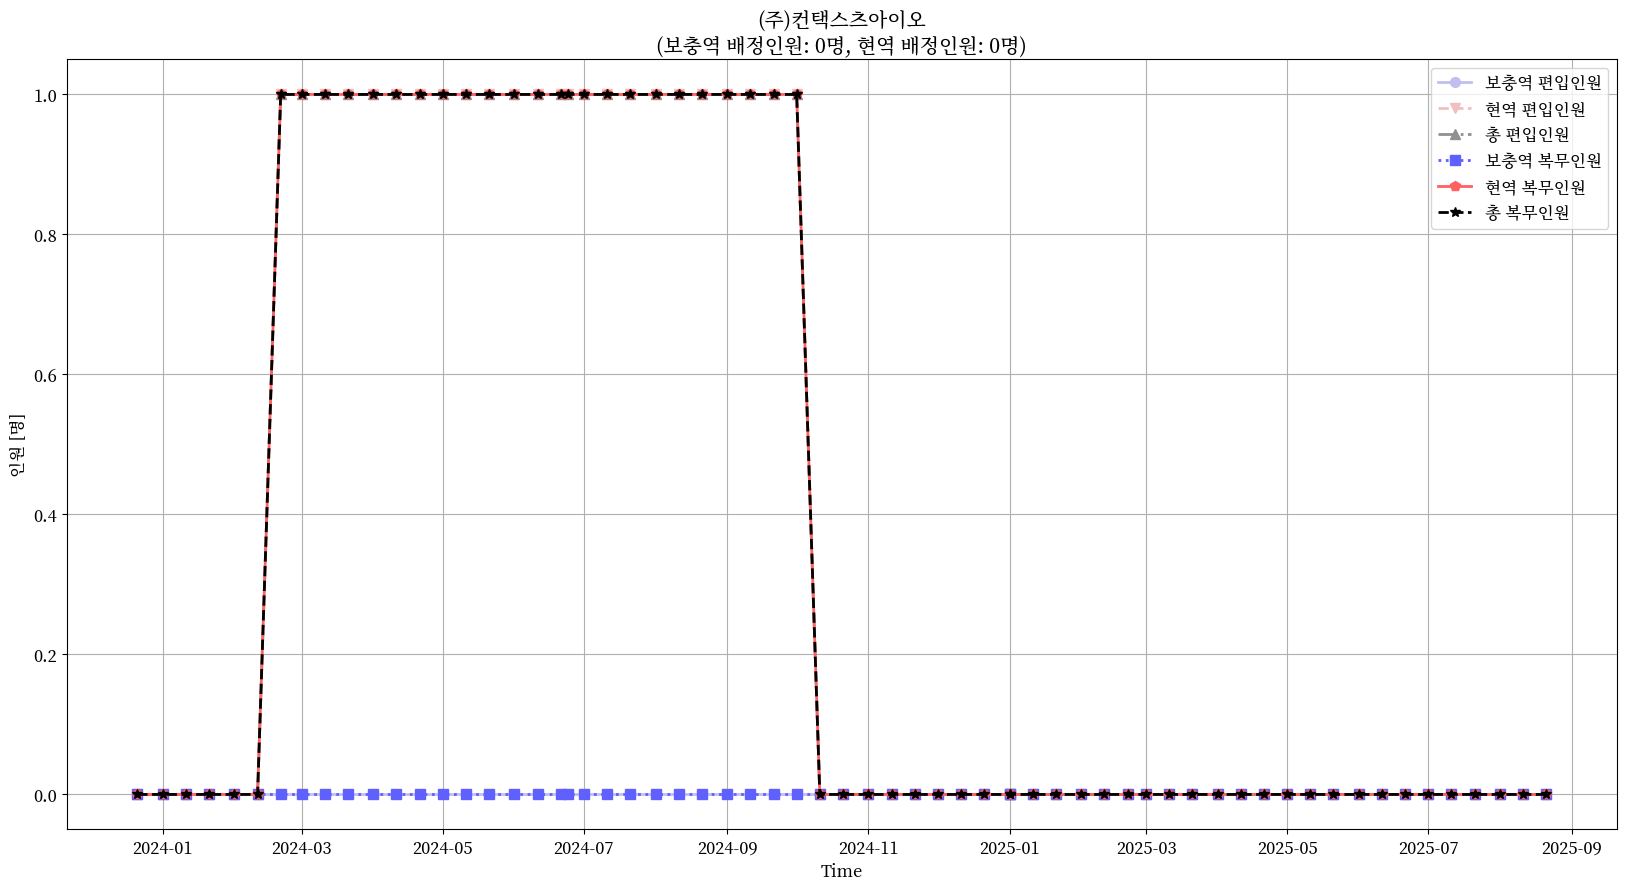 (주)컨택스츠아이오
(보충역 배정인원: 0명, 현역 배정인원: 0명)
보충역 편입인원
현역 편입인원
총 편입인원
보충역 복무인원
현역 복무인원
총 복무인원
인원 [명]
1.0
0.8
0.6
0.4
0.2
0.0
2024-01 2024-03 2024-05 2024-07 2024-09 2024-11 2025-01 2025-03 2025-05 2025-07 2025-09
Time